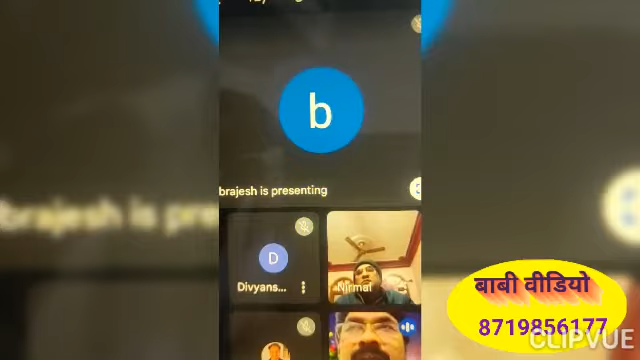 b
brajesh is presenting
D
Divyans...
Nirmal
बाबी वीडियो
8719856177
CLIPVUE